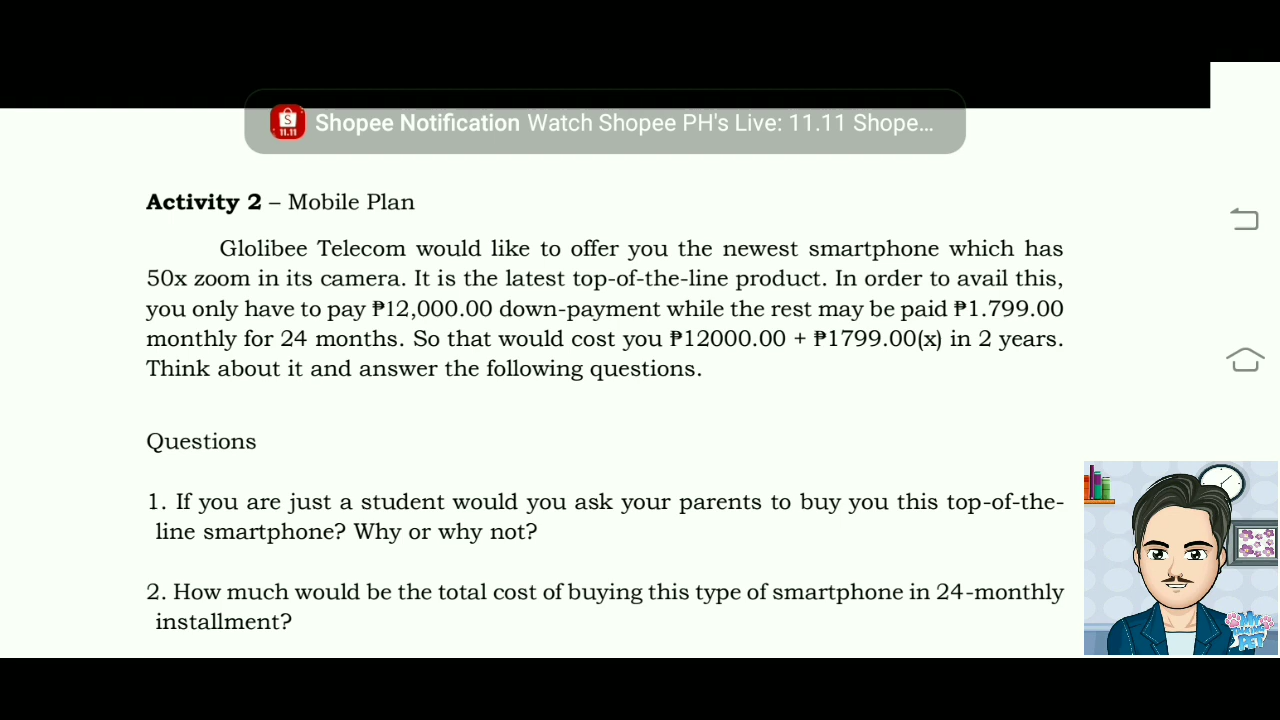 Shopee Notification Watch Shopee PH's Live: 11.11 Shope...
S
11.11
Activity 2 – Mobile Plan
Glolibee Telecom would like to offer you the newest smartphone which has
50x zoom in its camera. It is the latest top-of-the-line product. In order to avail this,
you only have to pay ₱12,000.00 down-payment while the rest may be paid ₱1.799.00
monthly for 24 months. So that would cost you ₱12000.00 + ₱1799.00(x) in 2 years.
Think about it and answer the following questions.
Questions
1. If you are just a student would you ask your parents to buy you this top-of-the-
line smartphone? Why or why not?
2. How much would be the total cost of buying this type of smartphone in 24-monthly
installment?
MY
TALKING
PET